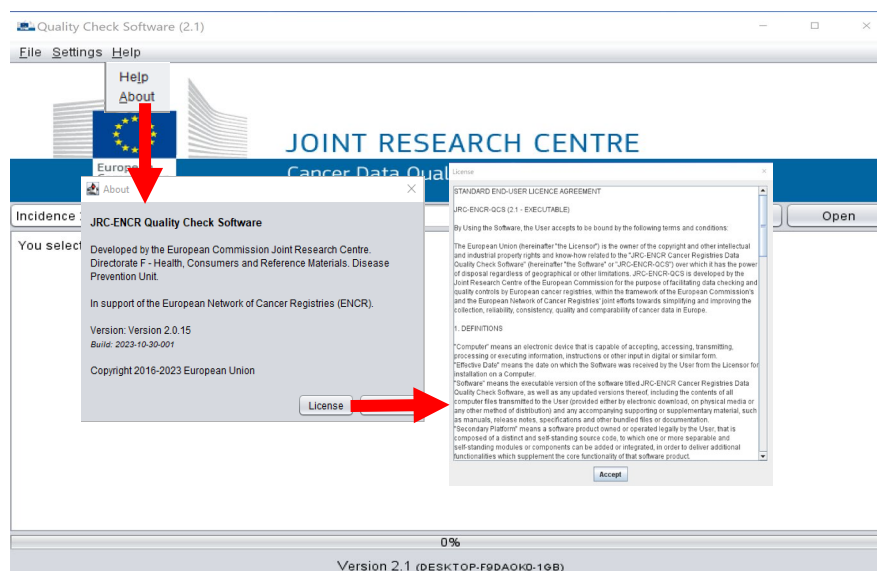 Quality Check Software (2.1)
File Settings Help
Help
About
JOINT RESEARCH CENTRE
Cancer Data Qual
Incidence
Open
You select
About
JRC-ENCR Quality Check Software
Developed by the European Commission Joint Research Centre.
Directorate F - Health, Consumers and Reference Materials. Disease
Prevention Unit.
In support of the European Network of Cancer Registries (ENCR).
Version: Version 2.0.15
Build: 2023-10-30-001
Copyright 2016-2023 European Union
License
License
STANDARD END-USER LICENCE AGREEMENT
JRC-ENCR-QCS (2.1 - EXECUTABLE)
By Using the Software, the User accepts to be bound by the following terms and conditions:
The European Union (hereinafter "the Licensor") is the owner of the copyright and other intellectual
and industrial property rights and know-how related to the "JRC-ENCR Cancer Registries Data
Quality Check Software" (hereinafter "the Software" or "JRC-ENCR-QCS") over which it has the power
of disposal regardless of geographical or other limitations. JRC-ENCR-QCS is developed by the
Joint Research Centre of the European Commission for the purpose of facilitating data checking and
quality controls by European cancer registries, within the framework of the European Commission's
and the European Network of Cancer Registries' joint efforts towards simplifying and improving the
collection, reliability, consistency, quality and comparability of cancer data in Europe.
1. DEFINITIONS
"Computer" means an electronic device that is capable of accepting, accessing, transmitting,
processing or executing information, instructions or other input in digital or similar form.
"Effective Date" means the date on which the Software was received by the User from the Licensor for
installation on a Computer.
"Software" means the executable version of the software titled JRC-ENCR Cancer Registries Data
Quality Check Software, as well as any updated versions thereof, including the contents of all
computer files transmitted to the User (provided either by electronic download, on physical media or
any other method of distribution) and any accompanying supporting or supplementary material, such
as manuals, release notes, specifications and other bundled files or documentation.
"Secondary Platform" means a software product owned or operated legally by the User, that is
composed of a distinct and self-standing source code, to which one or more separable and
self-standing modules or components can be added or integrated, in order to deliver additional
functionalities which supplement the core functionality of that software product.
Accept
0%
Version 2.1 (DESKTOP-F9DAOK0-1GB)